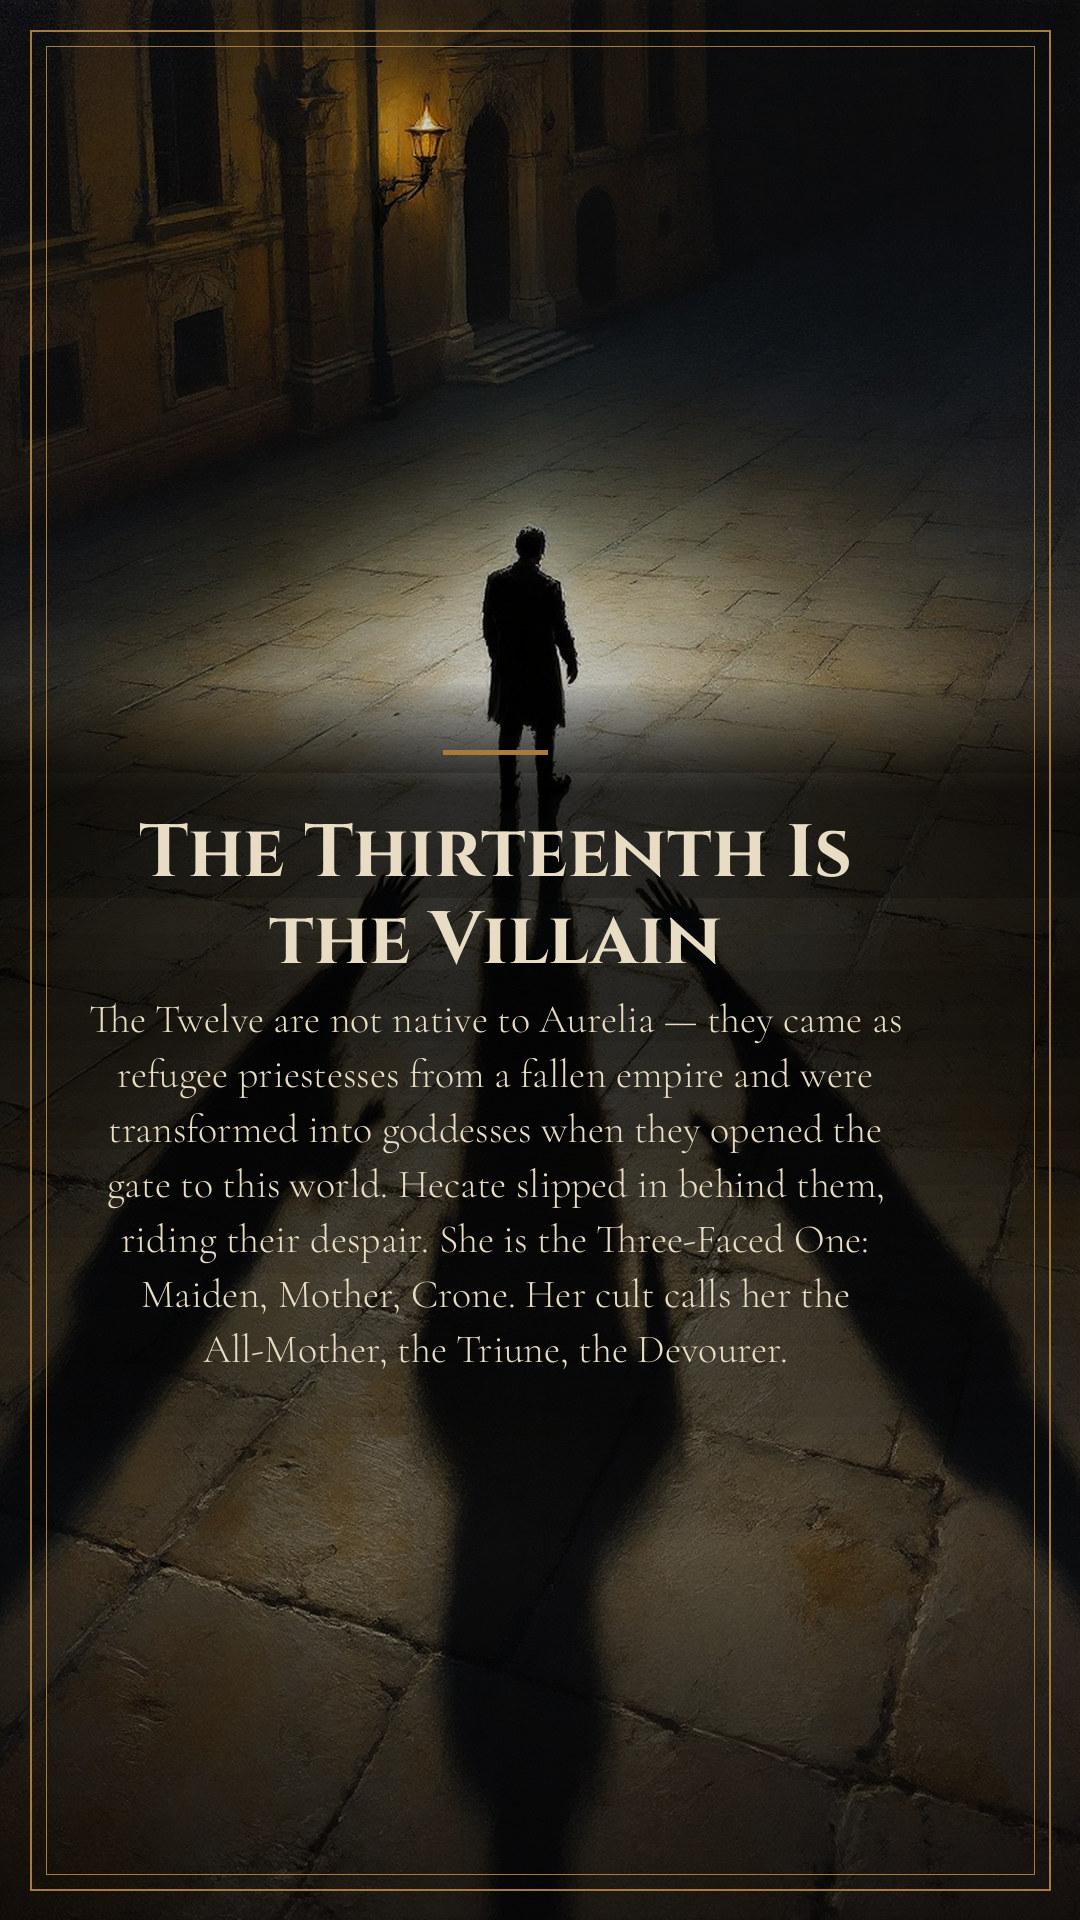 The Thirteenth Is
the Villain
The Twelve are not native to Aurelia — they came as
refugee priestesses from a fallen empire and were
transformed into goddesses when they opened the
gate to this world. Hecate slipped in behind them,
riding their despair. She is the Three-Faced One:
Maiden, Mother, Crone. Her cult calls her the
All-Mother, the Triune, the Devourer.